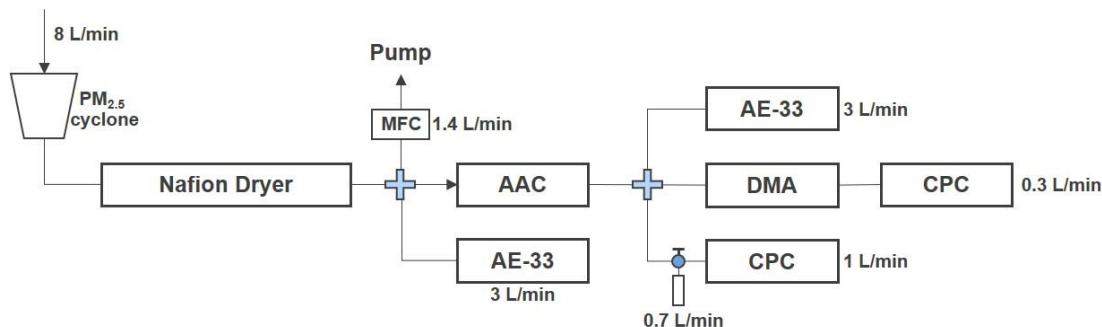 8 L/min
PM2.5
cyclone
Nafion Dryer
Pump
MFC
1.4 L/min
AAC
AE-33
3 L/min
AE-33
3 L/min
DMA
CPC
0.3 L/min
CPC
1 L/min
0.7 L/min